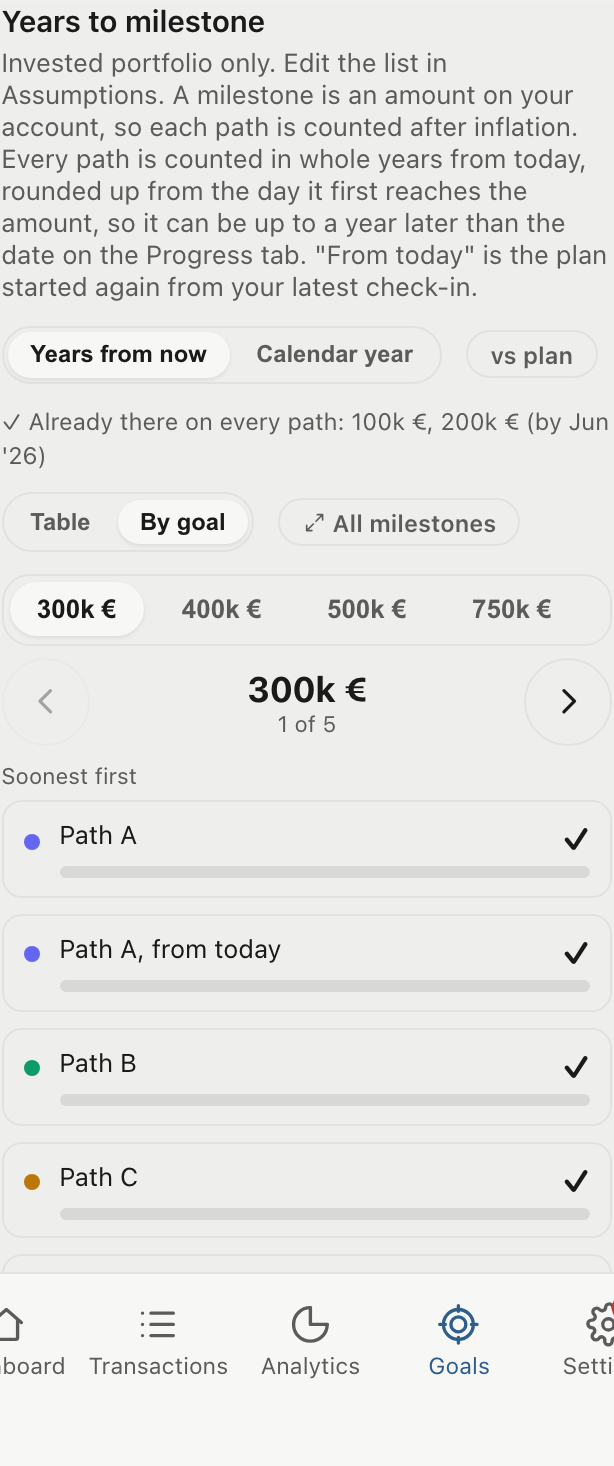 Years to milestone
Invested portfolio only. Edit the list in
Assumptions. A milestone is an amount on your
account, so each path is counted after inflation.
Every path is counted in whole years from today,
rounded up from the day it first reaches the
amount, so it can be up to a year later than the
date on the Progress tab. "From today" is the plan
started again from your latest check-in.
Years from now Calendar year vs plan
✓ Already there on every path: 100k €, 200k € (by Jun
'26)
Table By goal All milestones
300k € 400k € 500k € 750k €
300k €
1 of 5
Soonest first
Path A
Path A, from today
Path B
Path C
board Transactions Analytics Goals Setti